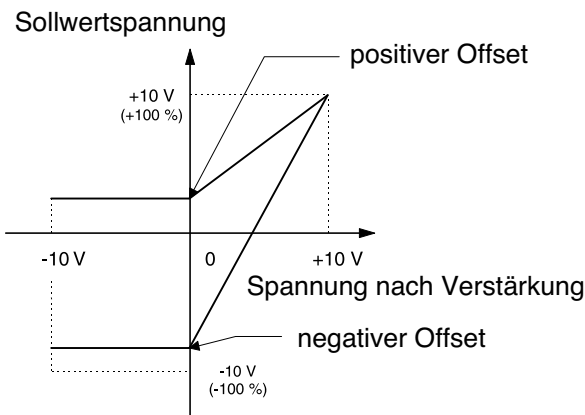 Sollwertspannung
positiver Offset
+10 V
(+100 %)
-10 V
0
+10 V
Spannung nach Verstärkung
negativer Offset
-10 V
(-100 %)